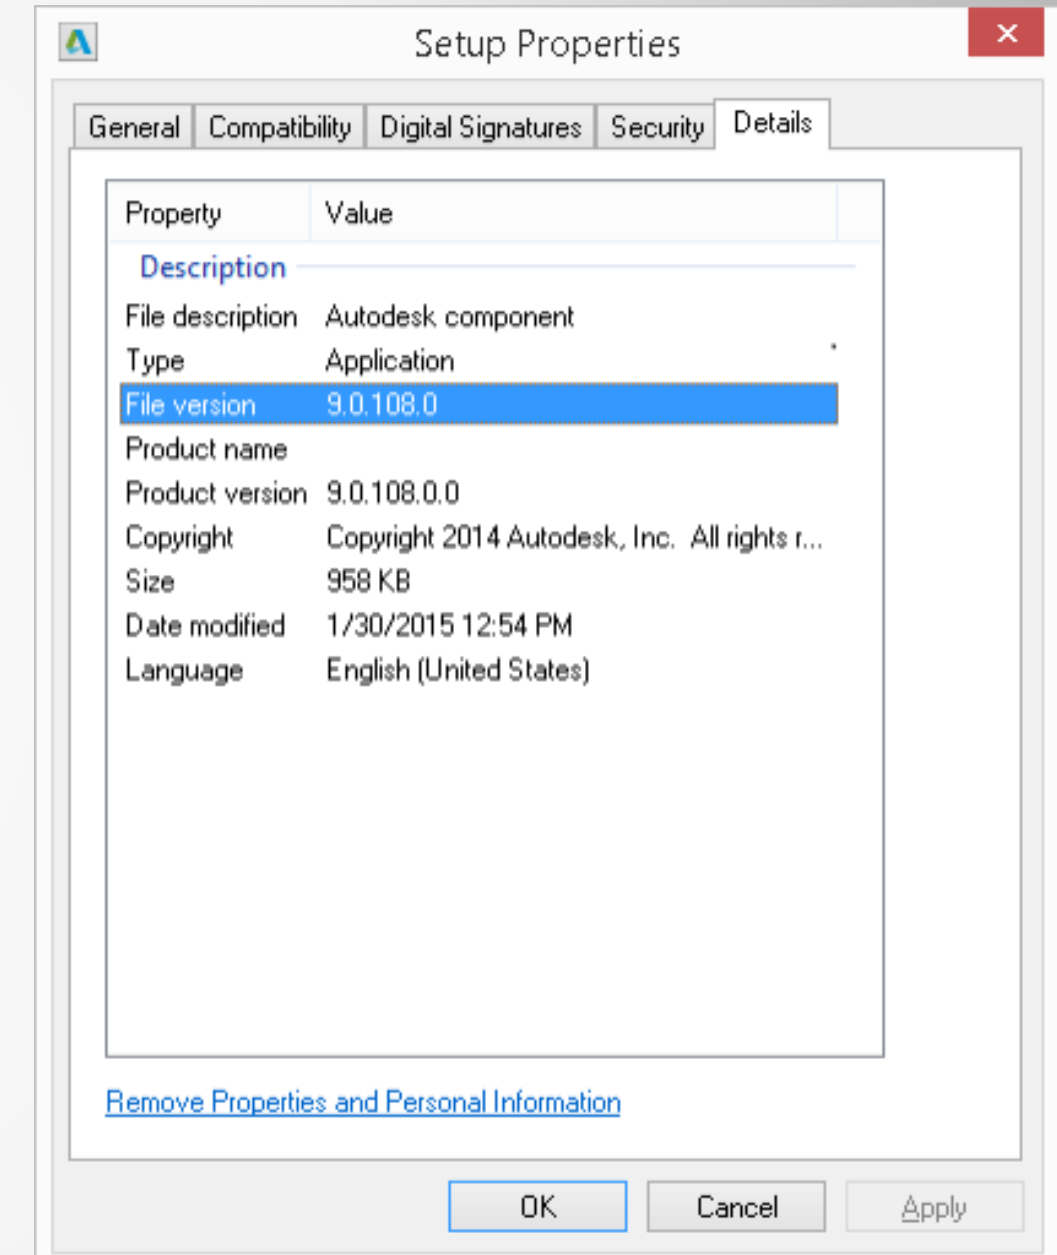 Setup Properties
General Compatibility Digital Signatures Security Details
Property Value
Description
File description Autodesk component
Type Application
File version 9.0.108.0
Product name
Product version 9.0.108.0.0
Copyright Copyright 2014 Autodesk, Inc.  All rights r...
Size 958 KB
Date modified 1/30/2015 12:54 PM
Language English (United States)
Remove Properties and Personal Information
OK Cancel Apply